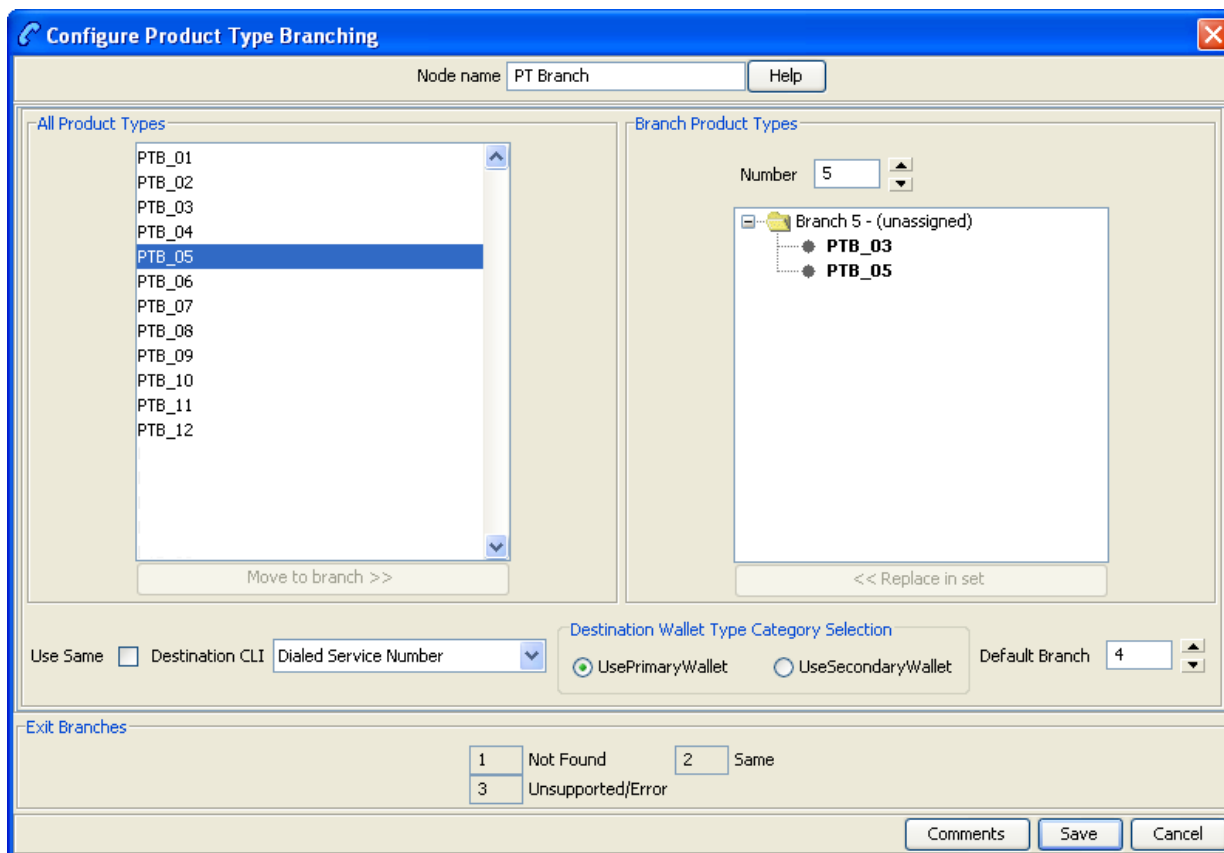 Configure Product Type Branching
Node name PT Branch Help
All Product Types
PTB_01
PTB_02
PTB_03
PTB_04
PTB_05
PTB_06
PTB_07
PTB_08
PTB_09
PTB_10
PTB_11
PTB_12
Move to branch >>
Branch Product Types
Number 5
Branch 5 - (unassigned)
PTB_03
PTB_05
<< Replace in set
Use Same Destination CLI Dialed Service Number
Destination Wallet Type Category Selection
UsePrimaryWallet UseSecondaryWallet
Default Branch 4
Exit Branches
1 Not Found 2 Same
3 Unsupported/Error
Comments Save Cancel